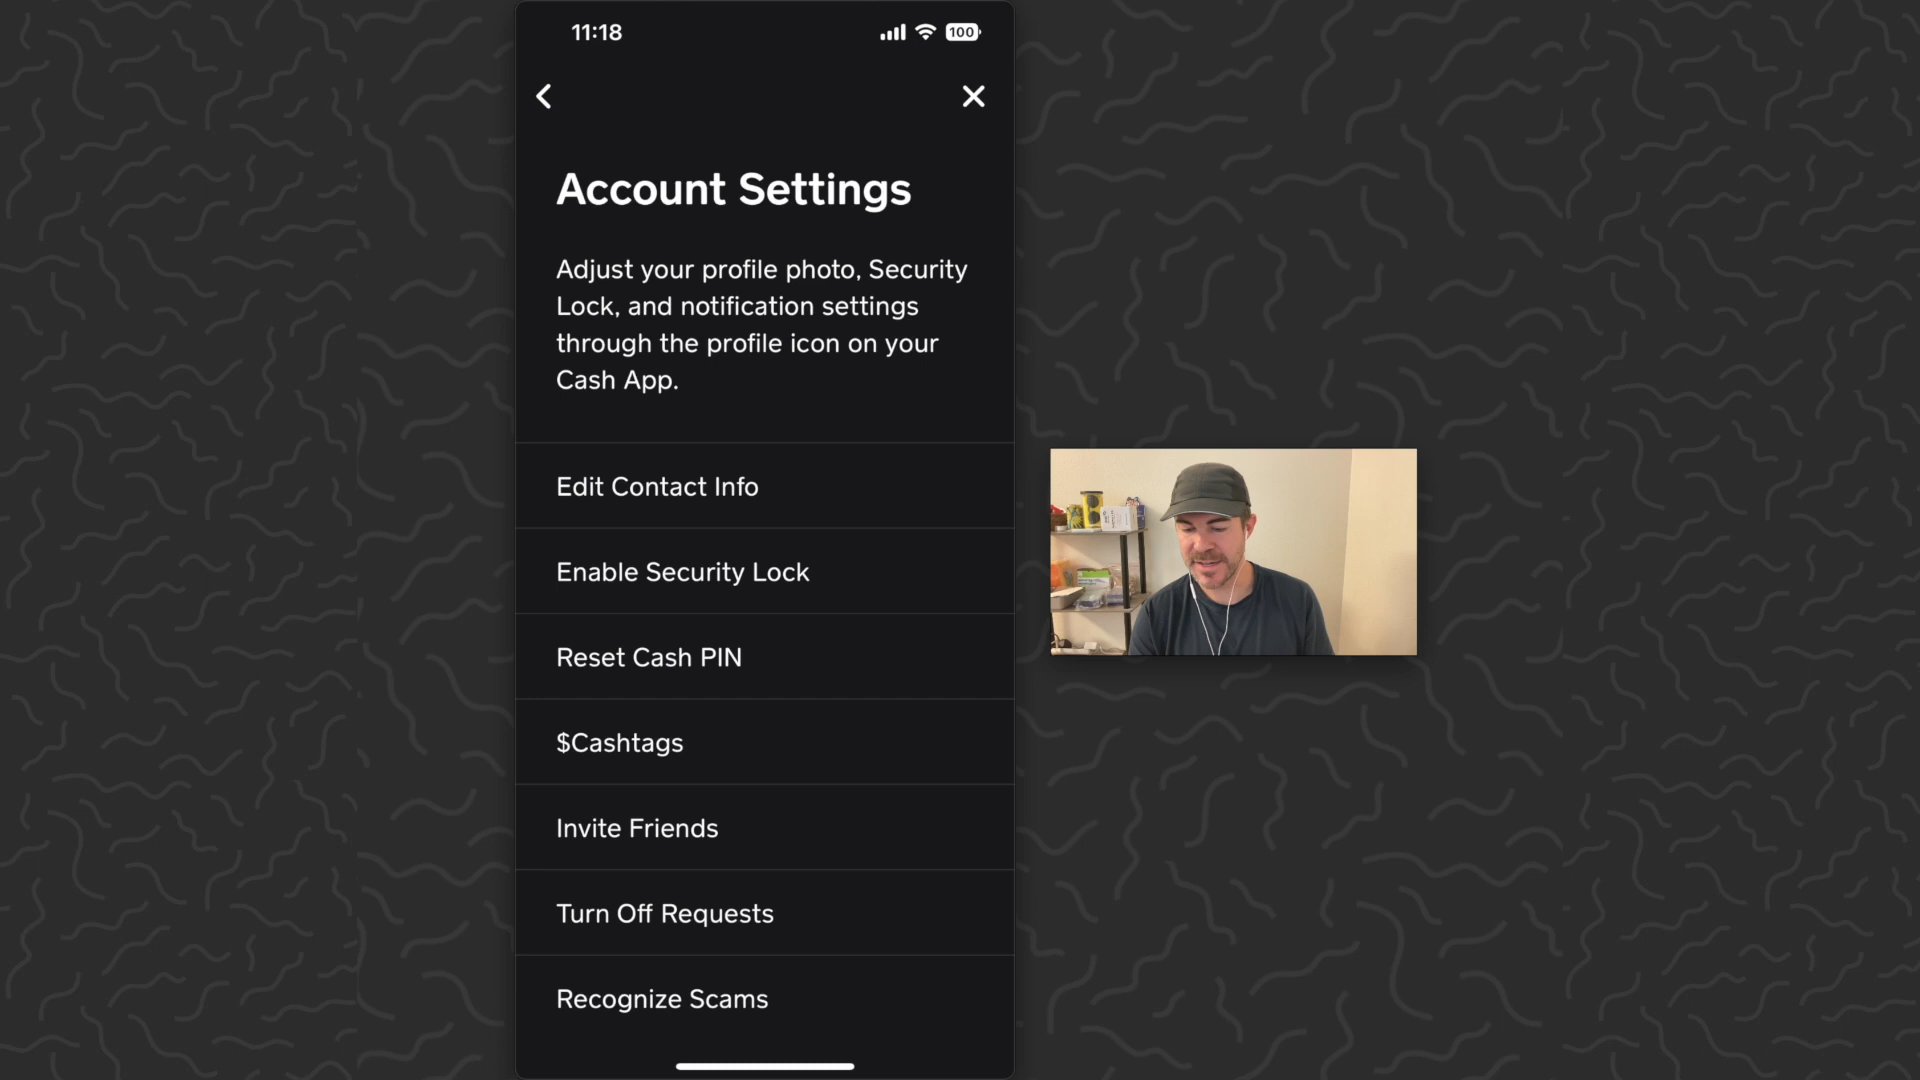 11:18
100
Account Settings
Adjust your profile photo, Security
Lock, and notification settings
through the profile icon on your
Cash App.
Edit Contact Info
Enable Security Lock
Reset Cash PIN
$Cashtags
Invite Friends
Turn Off Requests
Recognize Scams